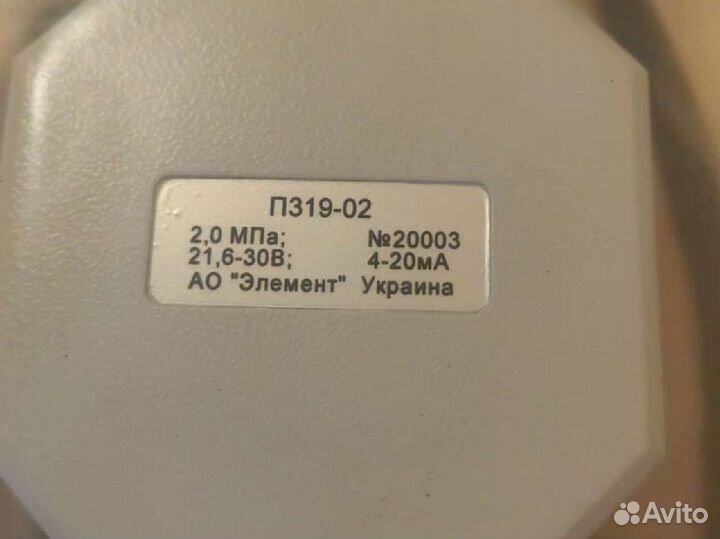 П319-02
2,0 МПа; №20003
21,6-30В; 4-20мА
АО "Элемент" Украина
Avito